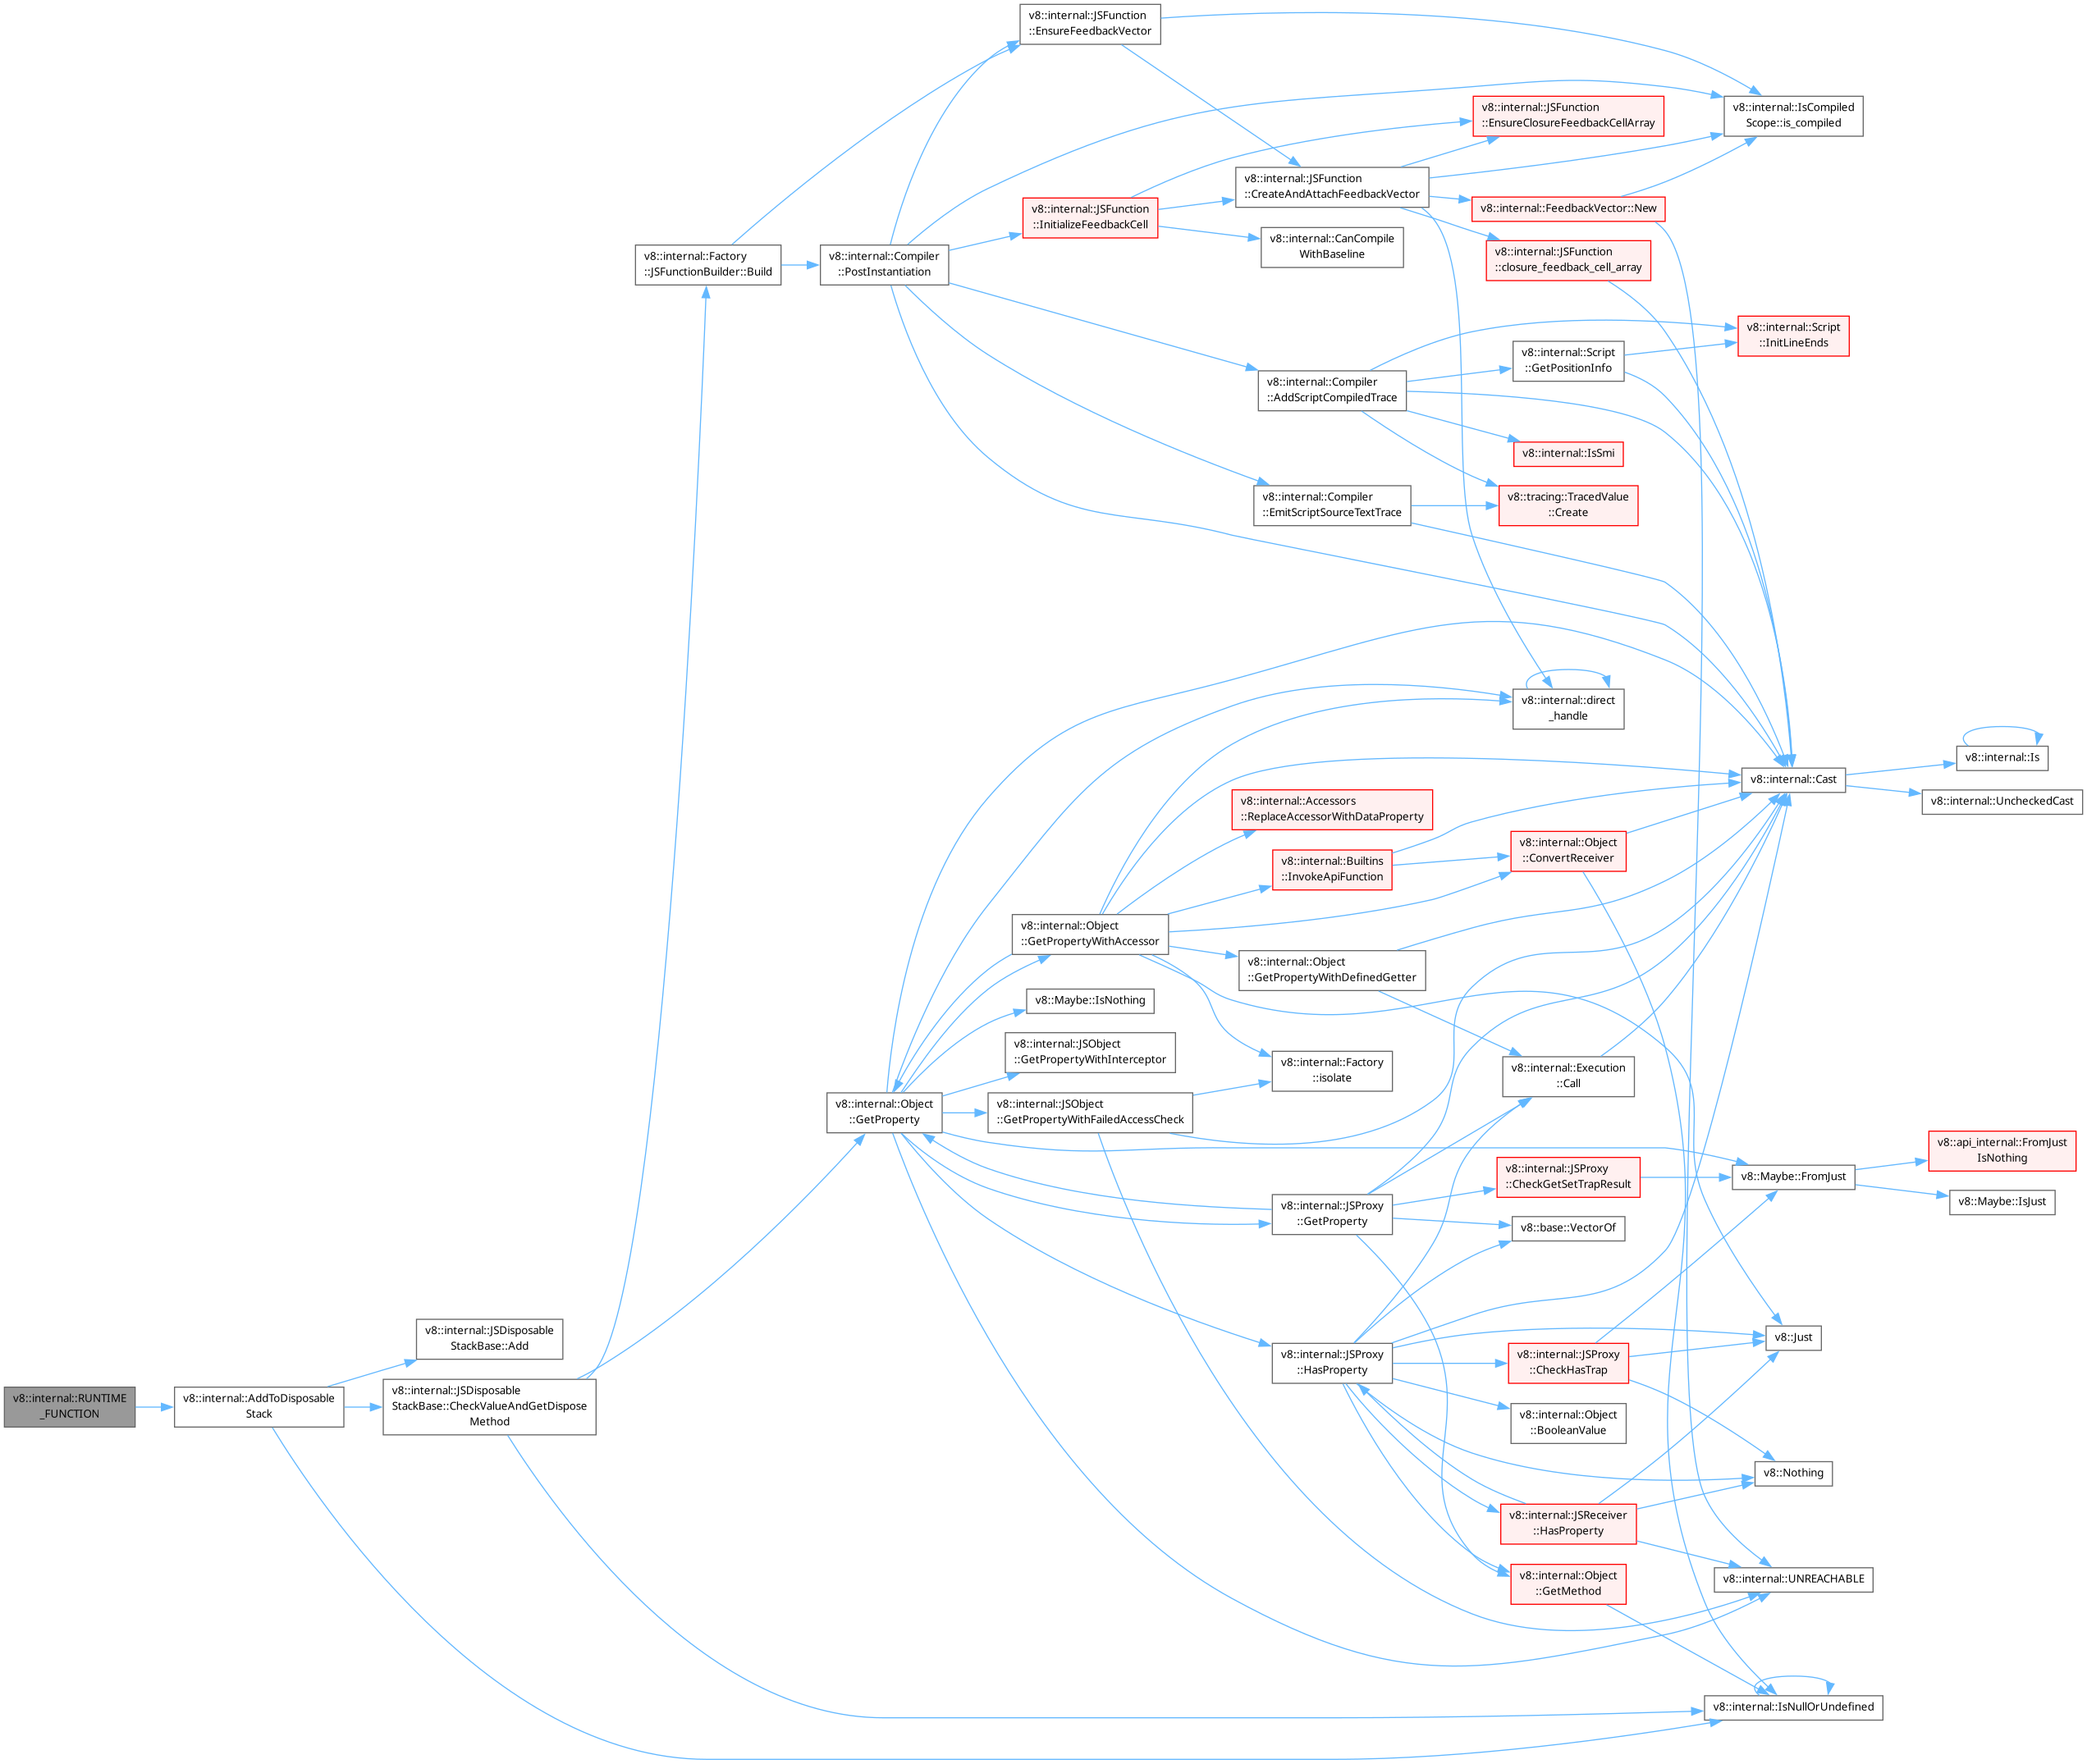 v8::internal::JSFunction
::EnsureFeedbackVector
v8::internal::IsCompiled
Scope::is_compiled
v8::internal::JSFunction
::EnsureClosureFeedbackCellArray
v8::internal::JSFunction
::CreateAndAttachFeedbackVector
v8::internal::FeedbackVector::New
v8::internal::JSFunction
::InitializeFeedbackCell
v8::internal::CanCompile
WithBaseline
v8::internal::JSFunction
::closure_feedback_cell_array
v8::internal::Factory
::JSFunctionBuilder::Build
v8::internal::Compiler
::PostInstantiation
v8::internal::Script
::InitLineEnds
v8::internal::Script
::GetPositionInfo
v8::internal::Compiler
::AddScriptCompiledTrace
v8::internal::IsSmi
v8::internal::Compiler
::EmitScriptSourceTextTrace
v8::tracing::TracedValue
::Create
v8::internal::direct
_handle
v8::internal::Is
v8::internal::Cast
v8::internal::UncheckedCast
v8::internal::Accessors
::ReplaceAccessorWithDataProperty
v8::internal::Builtins
::InvokeApiFunction
v8::internal::Object
::ConvertReceiver
v8::internal::Object
::GetPropertyWithAccessor
v8::internal::Object
::GetPropertyWithDefinedGetter
v8::Maybe::IsNothing
v8::internal::JSObject
::GetPropertyWithInterceptor
v8::internal::Factory
::isolate
v8::internal::Execution
::Call
v8::internal::Object
::GetProperty
v8::internal::JSObject
::GetPropertyWithFailedAccessCheck
v8::api_internal::FromJust
IsNothing
v8::internal::JSProxy
::CheckGetSetTrapResult
v8::Maybe::FromJust
v8::Maybe::IsJust
v8::internal::JSProxy
::GetProperty
v8::base::VectorOf
v8::internal::JSDisposable
StackBase::Add
v8::Just
v8::internal::JSProxy
::HasProperty
v8::internal::JSProxy
::CheckHasTrap
v8::internal::RUNTIME
_FUNCTION
v8::internal::AddToDisposable
Stack
v8::internal::JSDisposable
StackBase::CheckValueAndGetDispose
Method
v8::internal::Object
::BooleanValue
v8::Nothing
v8::internal::JSReceiver
::HasProperty
v8::internal::Object
::GetMethod
v8::internal::UNREACHABLE
v8::internal::IsNullOrUndefined